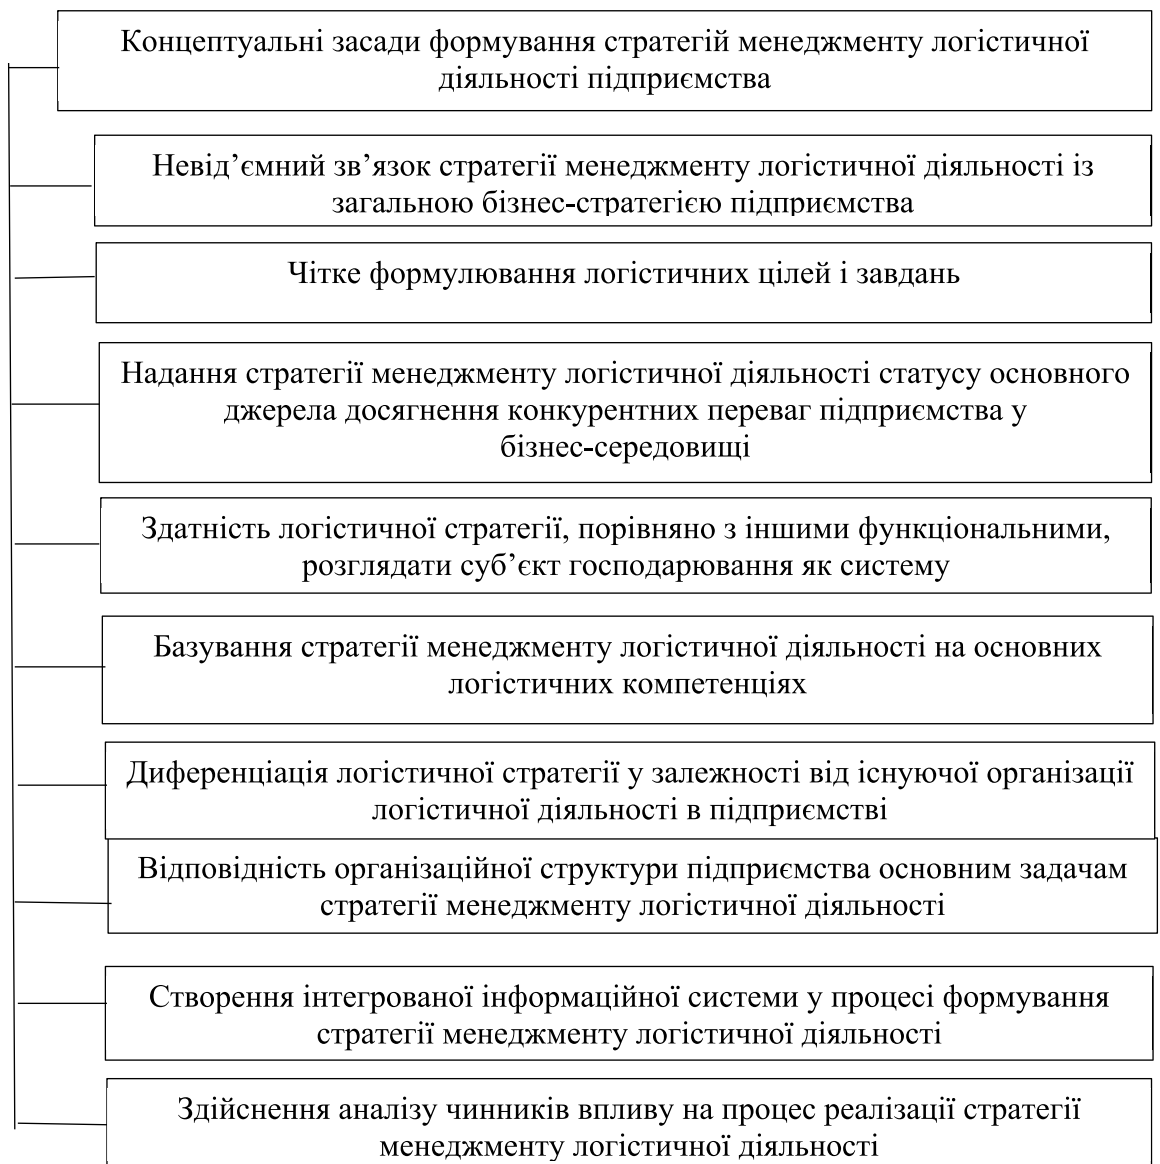 Концептуальні засади формування стратегій менеджменту логістичної
діяльності підприємства
Невід’ємний зв’язок стратегії менеджменту логістичної діяльності із
загальною бізнес-стратегією підприємства
Чітке формулювання логістичних цілей і завдань
Надання стратегії менеджменту логістичної діяльності статусу основного
джерела досягнення конкурентних переваг підприємства у
бізнес-середовищі
Здатність логістичної стратегії, порівняно з іншими функціональними,
розглядати суб’єкт господарювання як систему
Базування стратегії менеджменту логістичної діяльності на основних
логістичних компетенціях
Диференціація логістичної стратегії у залежності від існуючої організації
логістичної діяльності в підприємстві
Відповідність організаційної структури підприємства основним задачам
стратегії менеджменту логістичної діяльності
Створення інтегрованої інформаційної системи у процесі формування
стратегії менеджменту логістичної діяльності
Здійснення аналізу чинників впливу на процес реалізації стратегії
менеджменту логістичної діяльності